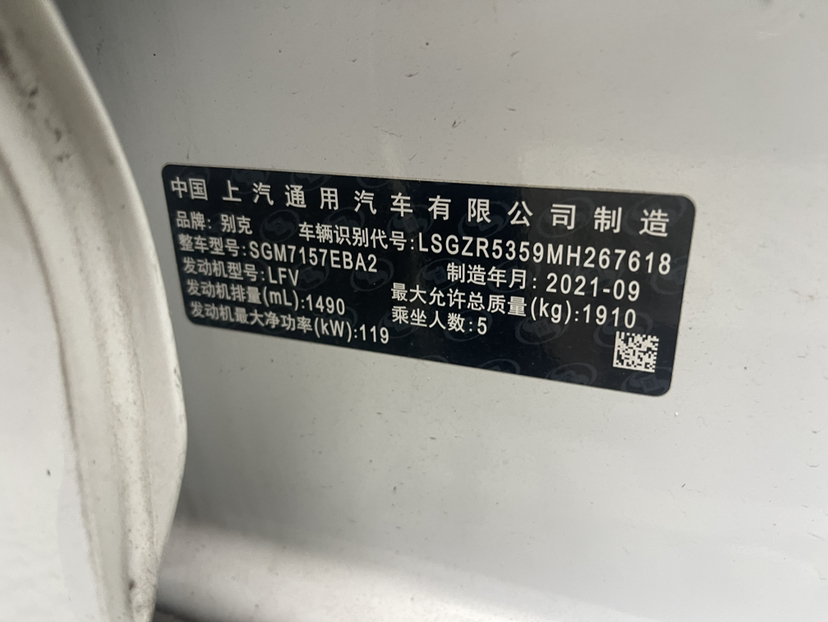 中国 上汽通用汽车有限公司制造
品牌: 别克 车辆识别代号:LSGZR5359MH267618
整车型号:SGM7157EBA2 制造年月: 2021-09
发动机型号:LFV 最大允许总质量(kg):1910
发动机排量(mL):1490 乘坐人数:5
发动机最大净功率(kW):119